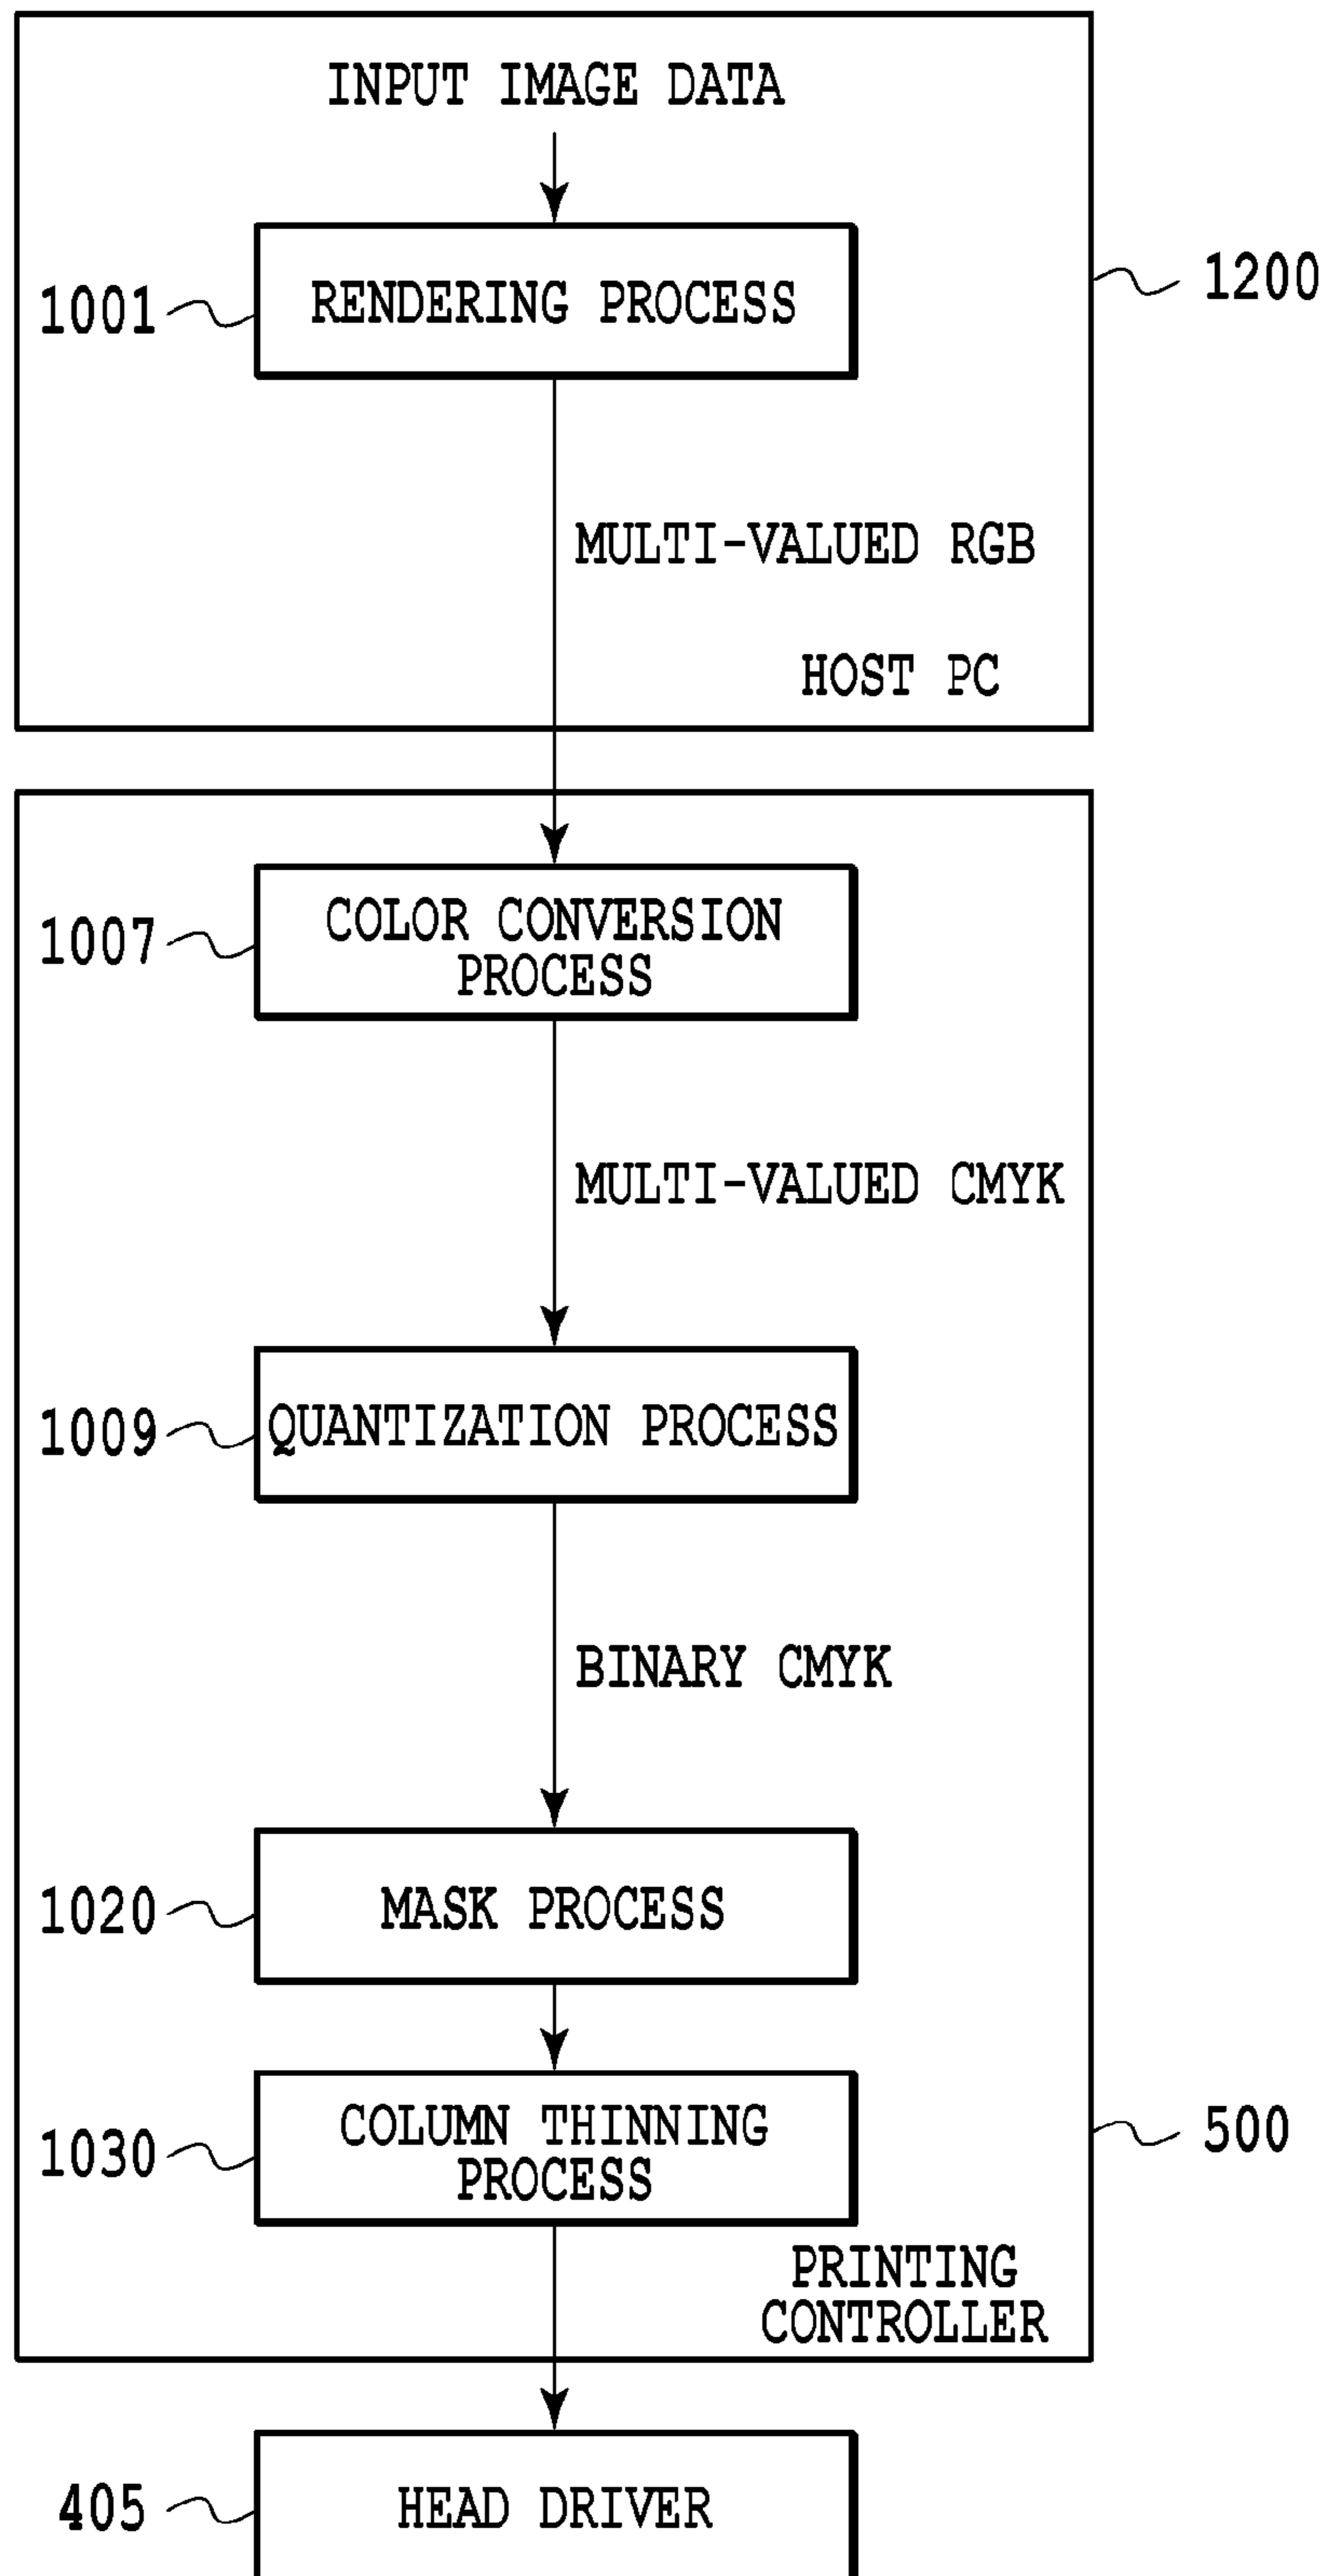 INPUT IMAGE DATA
1001
RENDERING PROCESS
1200
MULTI-VALUED RGB
HOST PC
1007
COLOR CONVERSION
PROCESS
MULTI-VALUED CMYK
1009
QUANTIZATION PROCESS
BINARY CMYK
1020
MASK PROCESS
1030
COLUMN THINNING
PROCESS
500
PRINTING
CONTROLLER
405
HEAD DRIVER